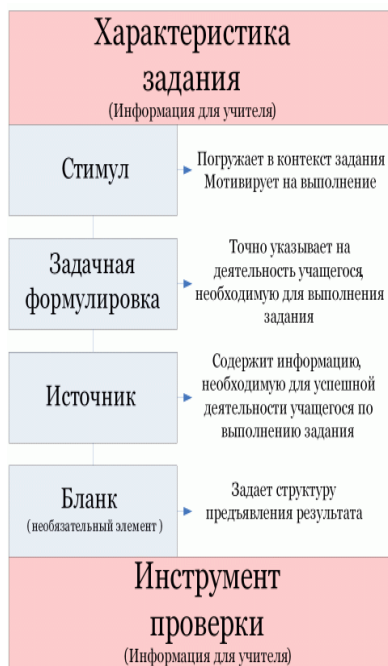 Характеристика
задания
(Информация для учителя)
Стимул
Погружает в контекст задания
Мотивирует на выполнение
Задачная
формулировка
Точно указывает на
деятельность учащегося,
необходимую для выполнения
задания
Источник
Содержит информацию,
необходимую для успешной
деятельности учащегося по
выполнению задания
Бланк
(необязательный элемент)
Задает структуру
предъявления результата
Инструмент
проверки
(Информация для учителя)